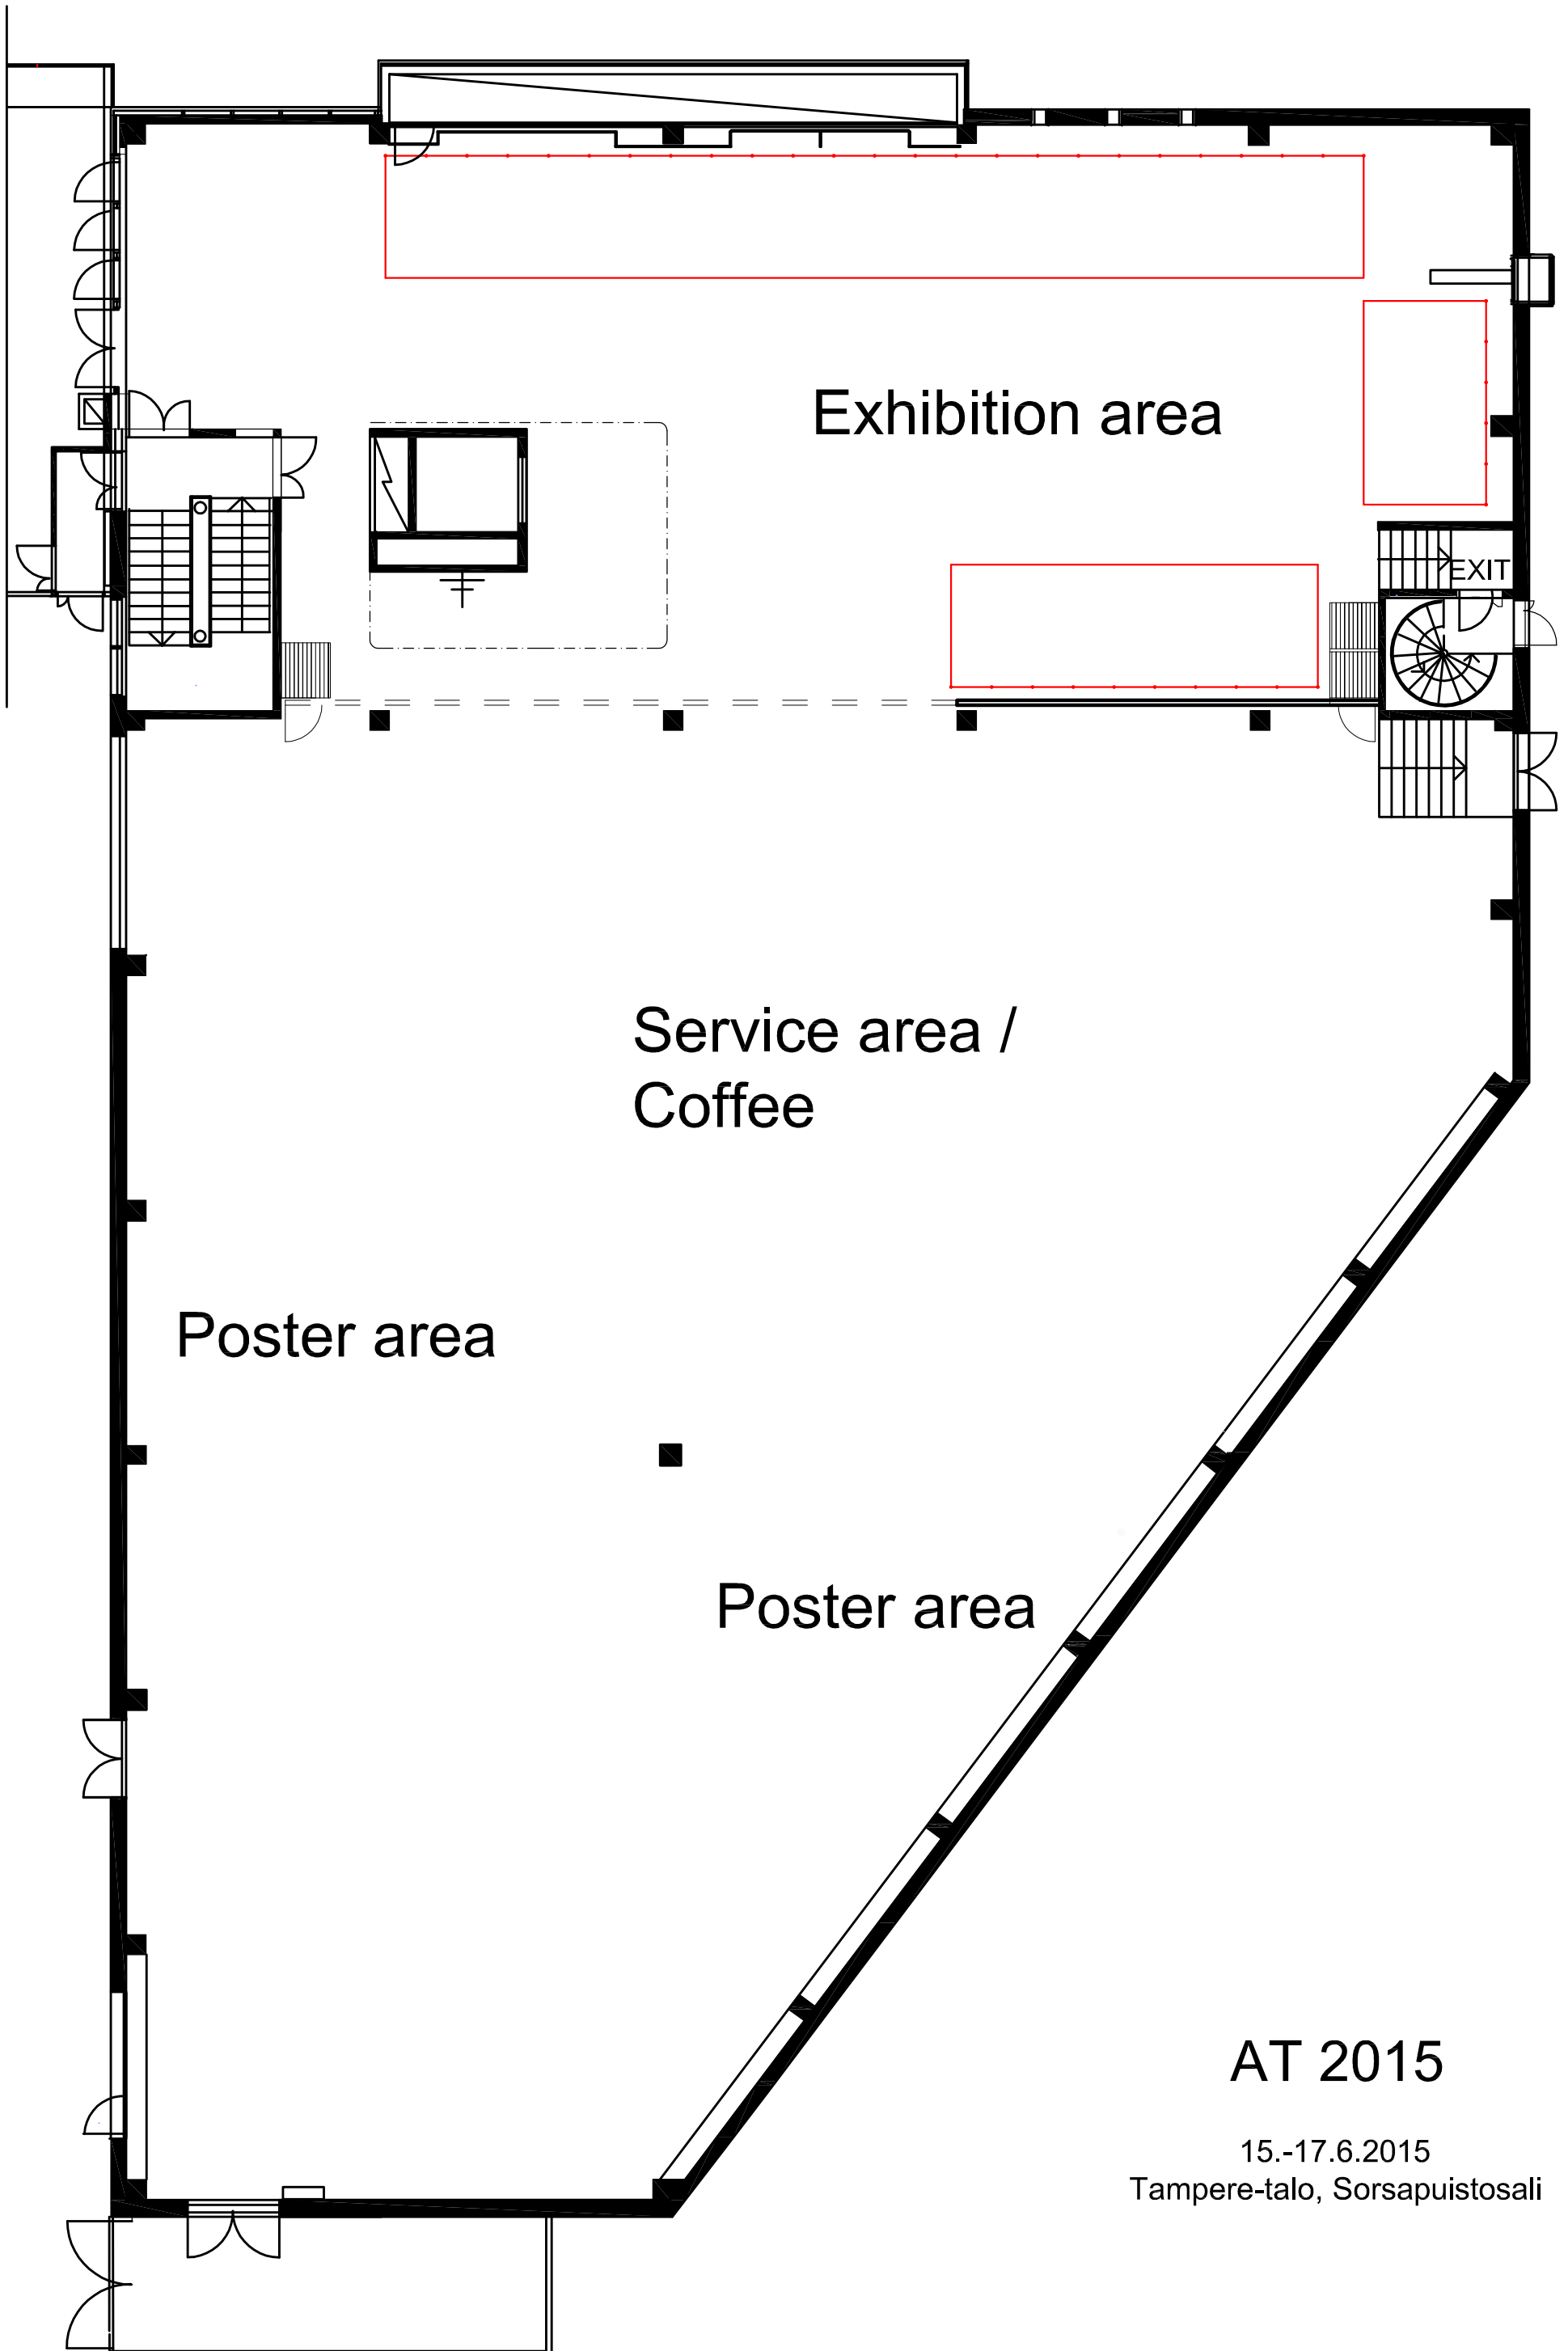 Exhibition area
EXIT
Service area /
Coffee
Poster area
Poster area
AT 2015
15.-17.6.2015
Tampere-talo, Sorsapuistosali